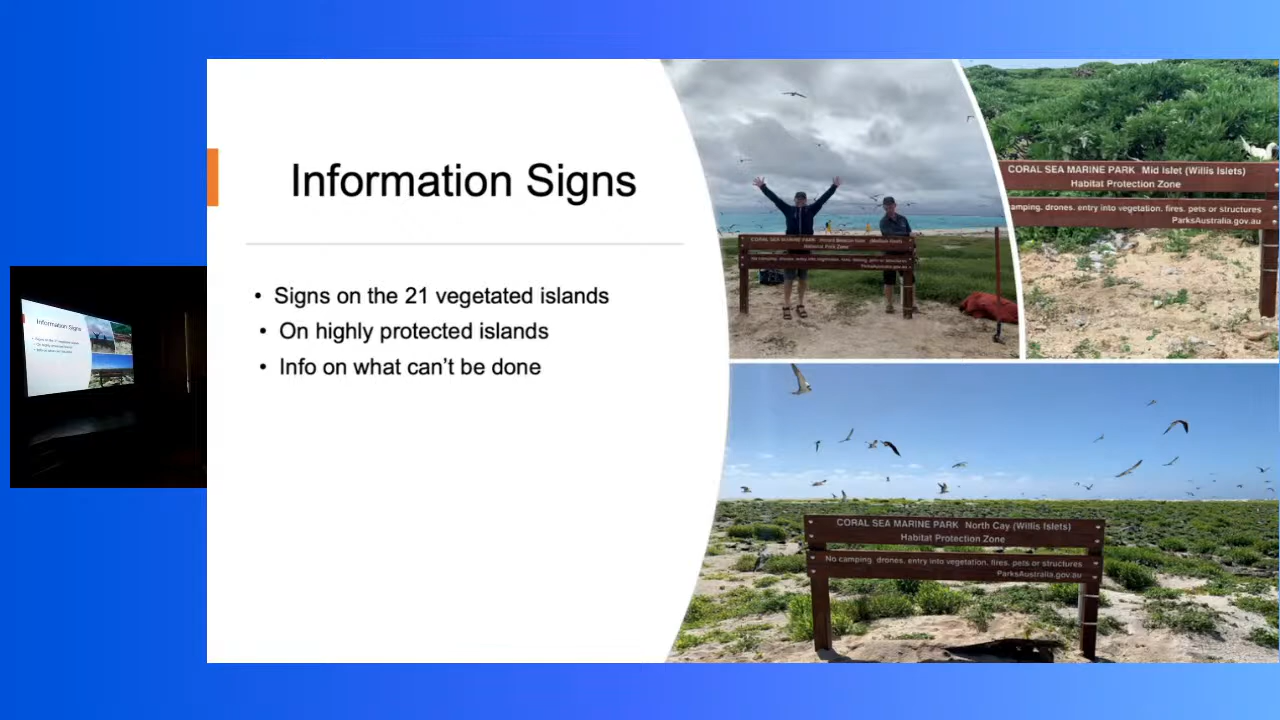 Information Signs
• Signs on the 21 vegetated islands
• On highly protected islands
• Info on what can’t be done
CORAL SEA MARINE PARK
CORAL SEA MARINE PARK Mid Islet (Willis Islets)
Habitat Protection Zone
camping. drones. entry into vegetation. fires. pets or structures
ParksAustralia.gov.au
CORAL SEA MARINE PARK North Cay (Willis Islets)
Habitat Protection Zone
No camping. drones. entry into vegetation. fires. pets or structures
ParksAustralia.gov.au
Information Signs